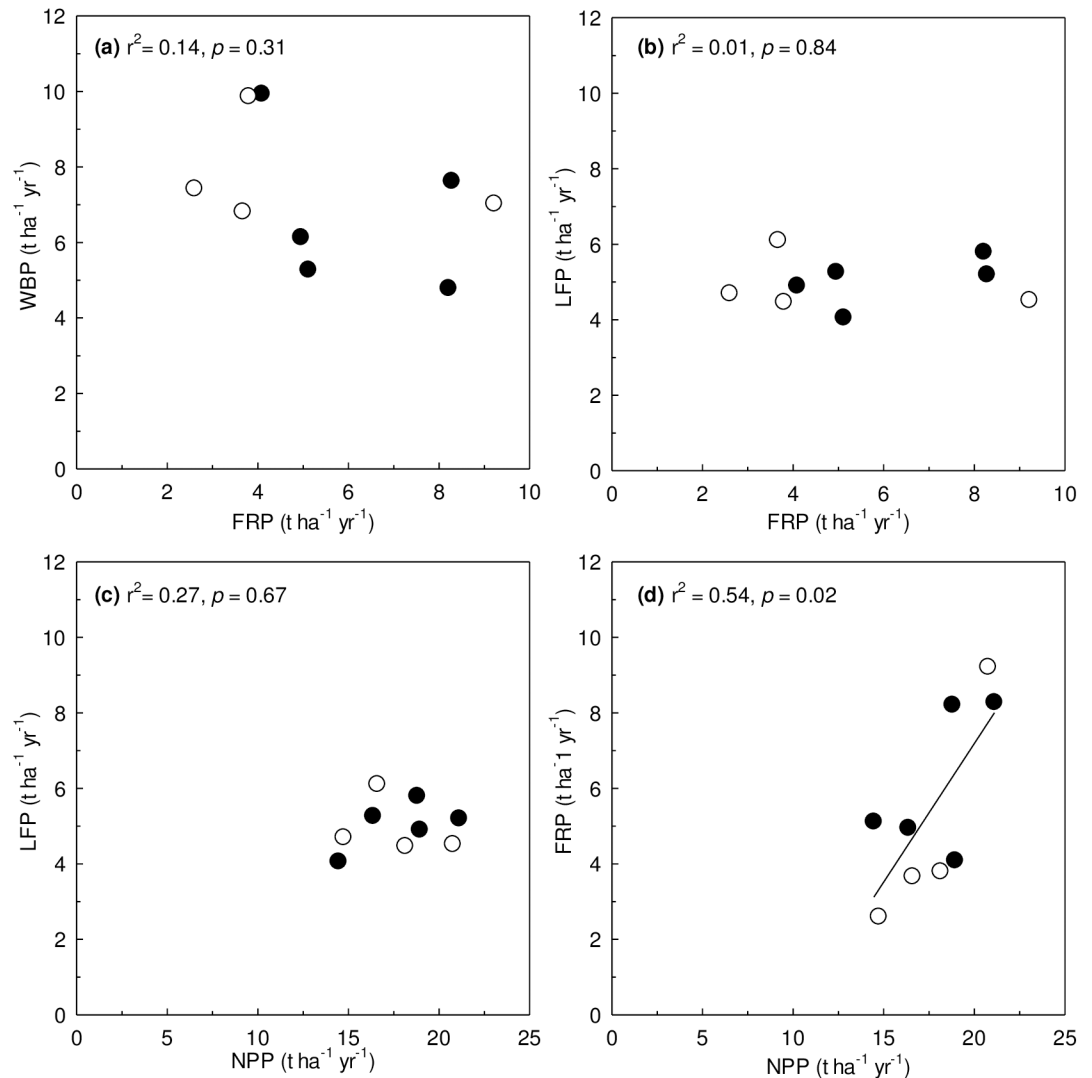 (a) r² = 0.14, p = 0.31
12
10
8
6
4
2
0
WBP (t ha⁻¹ yr⁻¹)
0 2 4 6 8 10
FRP (t ha⁻¹ yr⁻¹)
(b) r² = 0.01, p = 0.84
12
10
8
6
4
2
0
LFP (t ha⁻¹ yr⁻¹)
0 2 4 6 8 10
FRP (t ha⁻¹ yr⁻¹)
(c) r² = 0.27, p = 0.67
12
10
8
6
4
2
0
LFP (t ha⁻¹ yr⁻¹)
0 5 10 15 20 25
NPP (t ha⁻¹ yr⁻¹)
(d) r² = 0.54, p = 0.02
12
10
8
6
4
2
0
FRP (t ha⁻1 yr⁻¹)
0 5 10 15 20 25
NPP (t ha⁻¹ yr⁻¹)